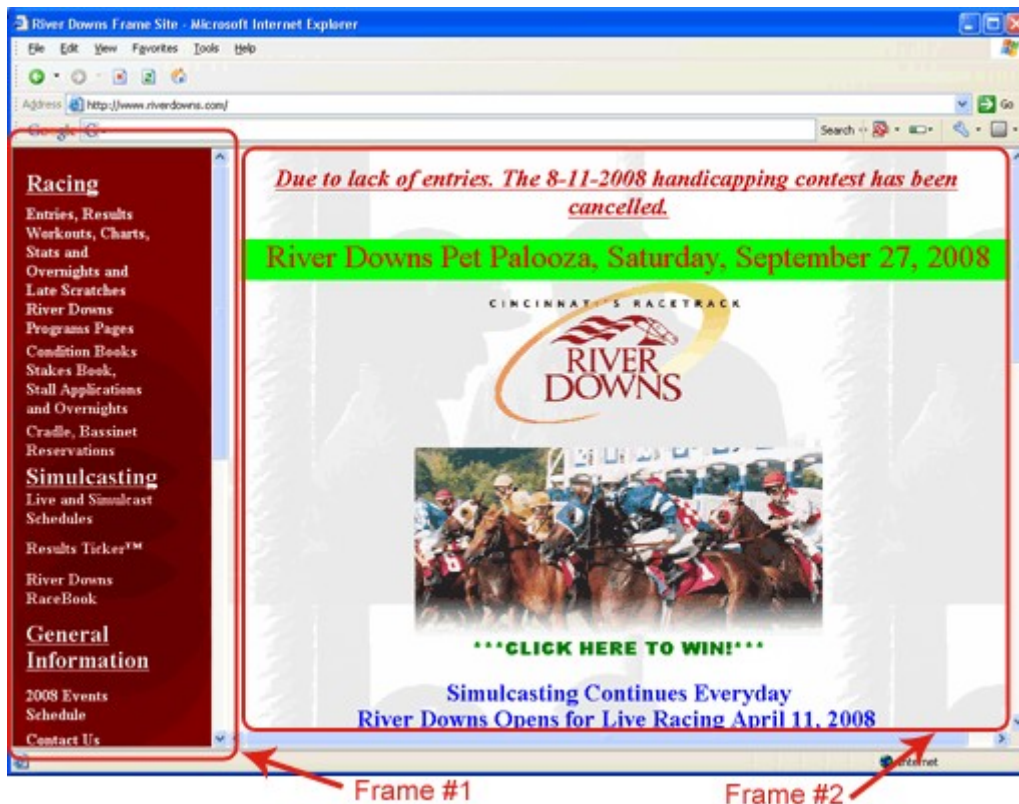 River Downs Frame Site - Microsoft Internet Explorer
File Edit View Favorites Tools Help
Address http://www.riverdowns.com/ Go
Google G Search
Racing
Entries, Results
Workouts, Charts,
Stats and
Overnights and
Late Scratches
River Downs
Programs Pages
Condition Books
Stakes Book,
Stall Applications
and Overnights
Cradle, Bassinet
Reservations
Simulcasting
Live and Simulcast
Schedules
Results Ticker™
River Downs
RaceBook
General
Information
2008 Events
Schedule
Contact Us
Due to lack of entries. The 8-11-2008 handicapping contest has been
cancelled.
River Downs Pet Palooza, Saturday, September 27, 2008
CINCINNATI'S RACETRACK
RIVER
DOWNS
6
1
***CLICK HERE TO WIN!***
Simulcasting Continues Everyday
River Downs Opens for Live Racing April 11, 2008
Internet
Frame #1
Frame #2